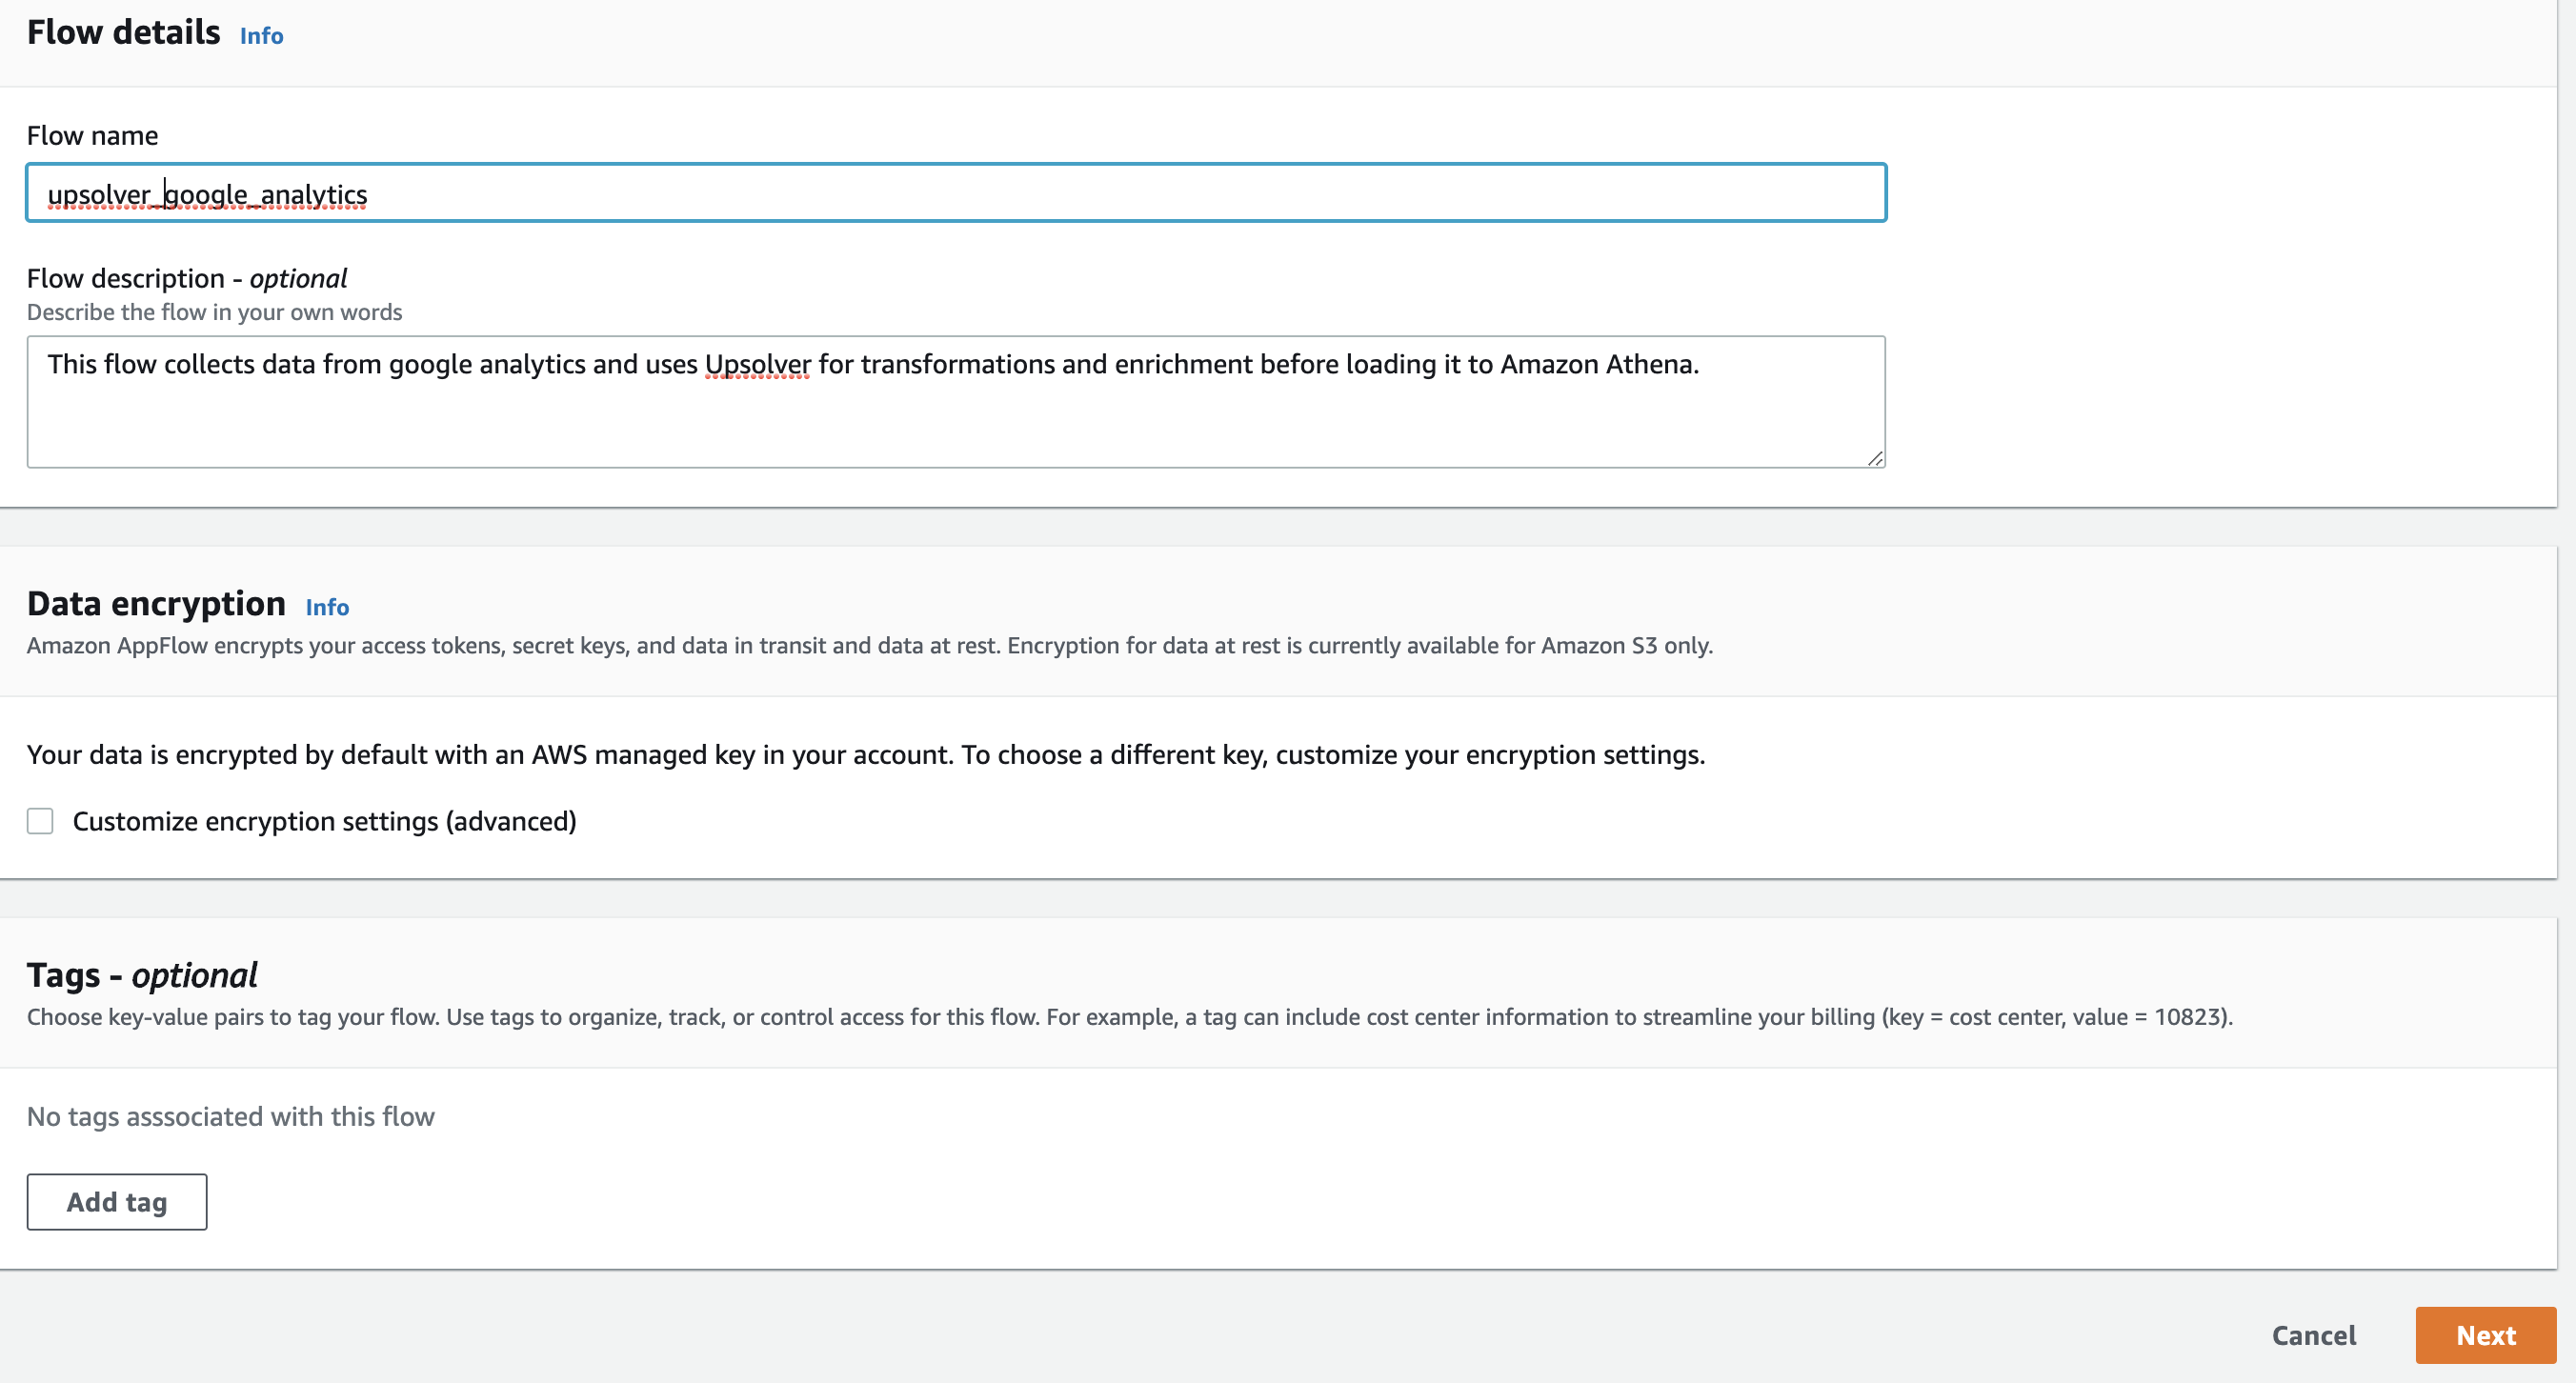 Flow details Info
Flow name
upsolver_google_analytics
Flow description - optional
Describe the flow in your own words
This flow collects data from google analytics and uses Upsolver for transformations and enrichment before loading it to Amazon Athena.
Data encryption Info
Amazon AppFlow encrypts your access tokens, secret keys, and data in transit and data at rest. Encryption for data at rest is currently available for Amazon S3 only.
Your data is encrypted by default with an AWS managed key in your account. To choose a different key, customize your encryption settings.
Customize encryption settings (advanced)
Tags - optional
Choose key-value pairs to tag your flow. Use tags to organize, track, or control access for this flow. For example, a tag can include cost center information to streamline your billing (key = cost center, value = 10823).
No tags asssociated with this flow
Add tag
Cancel Next